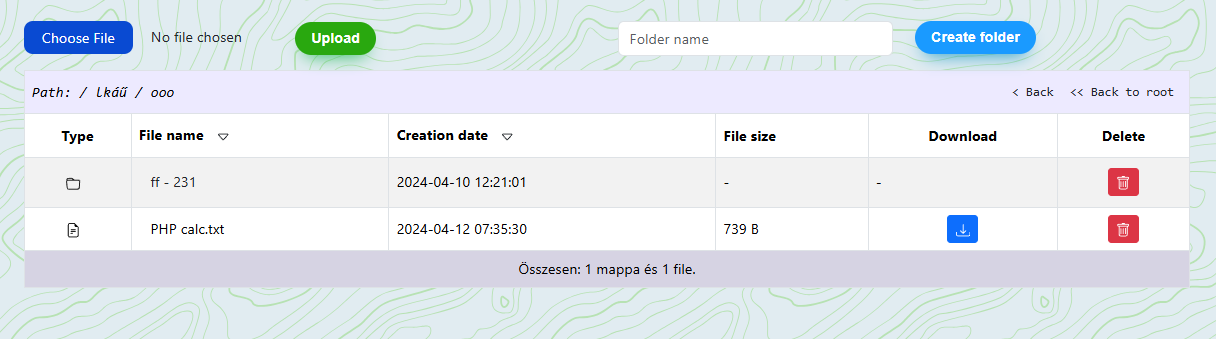 Choose File No file chosen Upload Folder name Create folder
Path: / lkáű / ooo < Back << Back to root
Type File name Creation date File size Download Delete
ff - 231 2024-04-10 12:21:01 - -
PHP calc.txt 2024-04-12 07:35:30 739 B
Összesen: 1 mappa és 1 file.